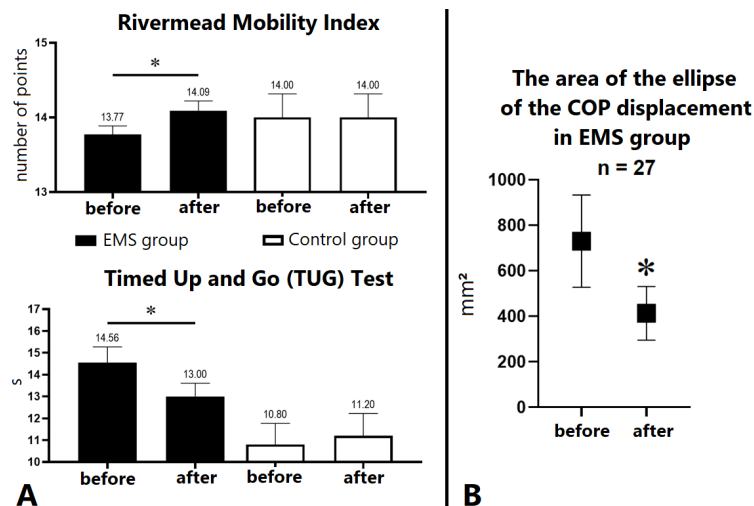 Rivermead Mobility Index
number of points
15
14
13
*
13.77
14.09
14.00
14.00
before
after
before
after
EMS group
Control group
Timed Up and Go (TUG) Test
s
17
16
15
14
13
12
11
10
*
14.56
13.00
10.80
11.20
before
after
before
after
A
The area of the ellipse
of the COP displacement
in EMS group
n = 27
mm²
1000
800
600
400
200
0
*
before
after
B